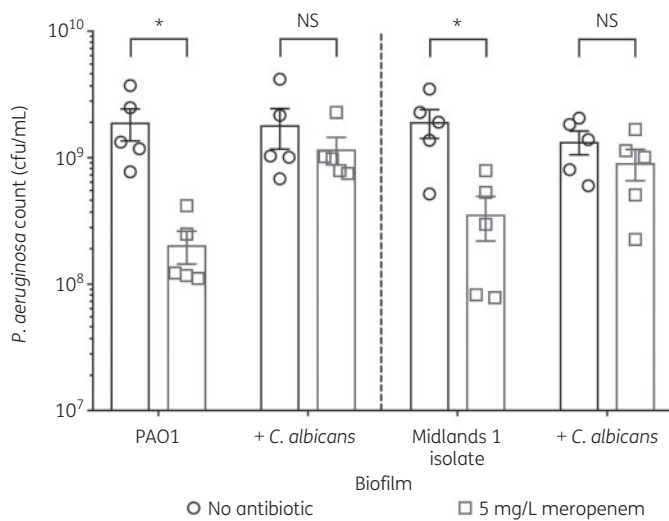 * NS * NS
10¹⁰
10⁹
10⁸
10⁷
P. aeruginosa count (cfu/mL)
PAO1 + C. albicans Midlands 1 + C. albicans
isolate
Biofilm
No antibiotic 5 mg/L meropenem